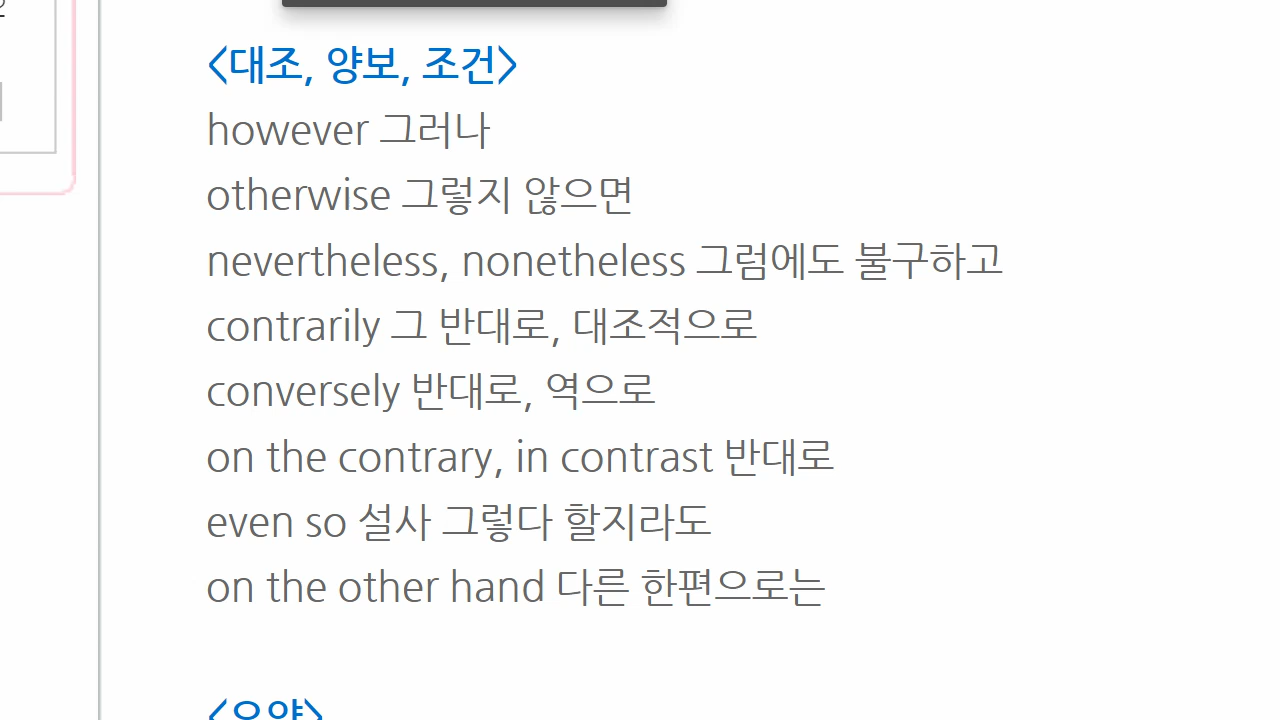 <대조, 양보, 조건>
however 그러나
otherwise 그렇지 않으면
nevertheless, nonetheless 그럼에도 불구하고
contrarily 그 반대로, 대조적으로
conversely 반대로, 역으로
on the contrary, in contrast 반대로
even so 설사 그렇다 할지라도
on the other hand 다른 한편으로는
<요약>